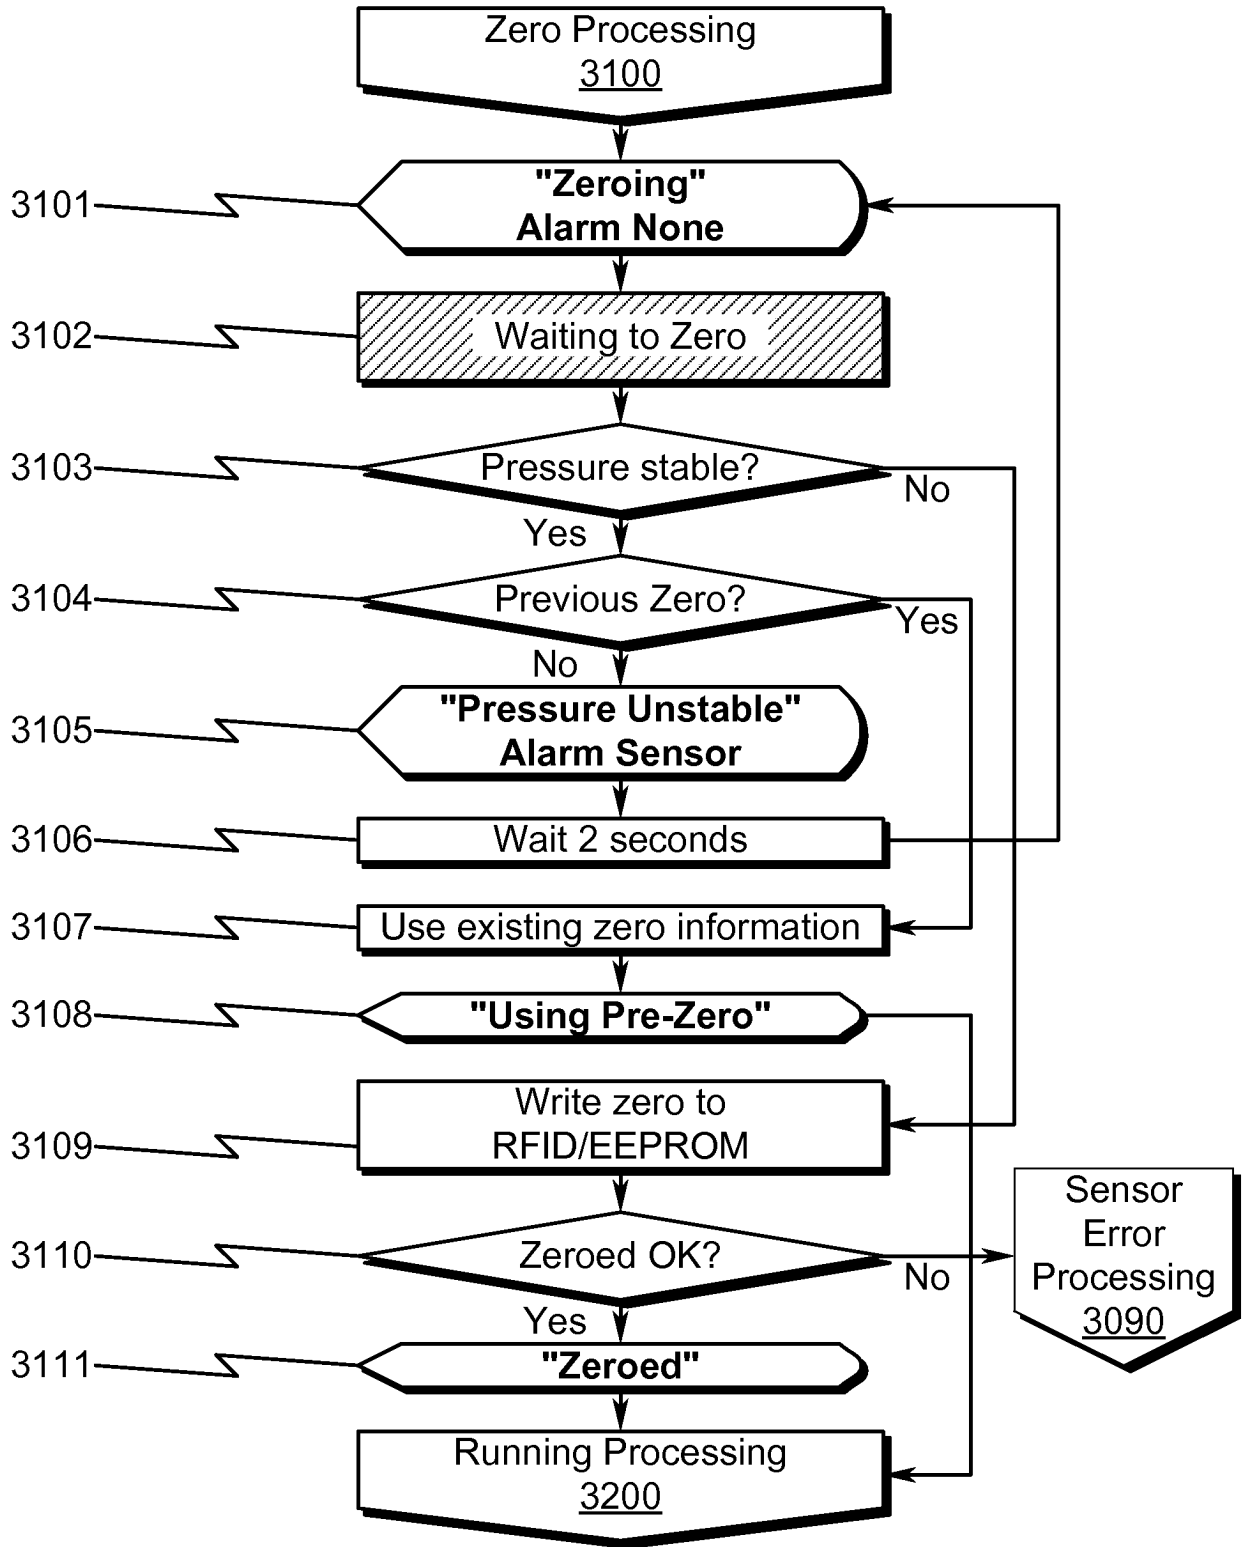 Zero Processing
3100
3101
"Zeroing"
Alarm None
3102
Waiting to Zero
3103
Pressure stable?
No
Yes
3104
Previous Zero?
Yes
No
3105
"Pressure Unstable"
Alarm Sensor
3106
Wait 2 seconds
3107
Use existing zero information
3108
"Using Pre-Zero"
3109
Write zero to
RFID/EEPROM
3110
Zeroed OK?
No
Yes
Sensor
Error
Processing
3090
3111
"Zeroed"
Running Processing
3200